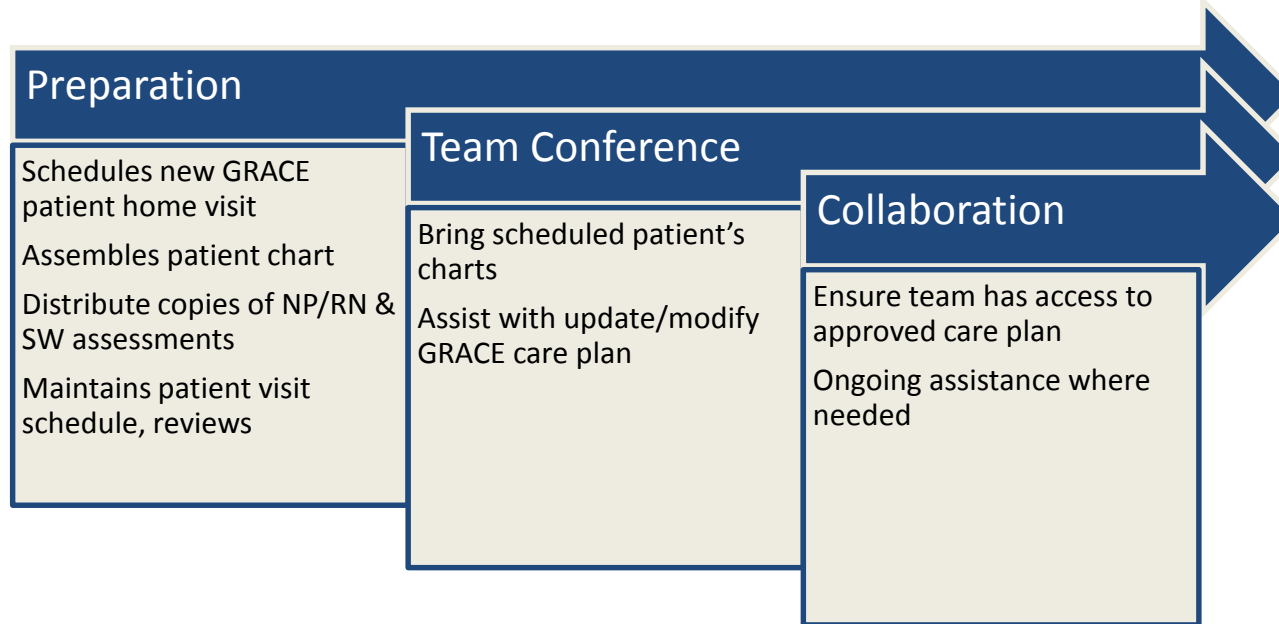 Preparation
Schedules new GRACE
patient home visit
Assembles patient chart
Distribute copies of NP/RN &
SW assessments
Maintains patient visit
schedule, reviews
Team Conference
Bring scheduled patient's
charts
Assist with update/modify
GRACE care plan
Collaboration
Ensure team has access to
approved care plan
Ongoing assistance where
needed